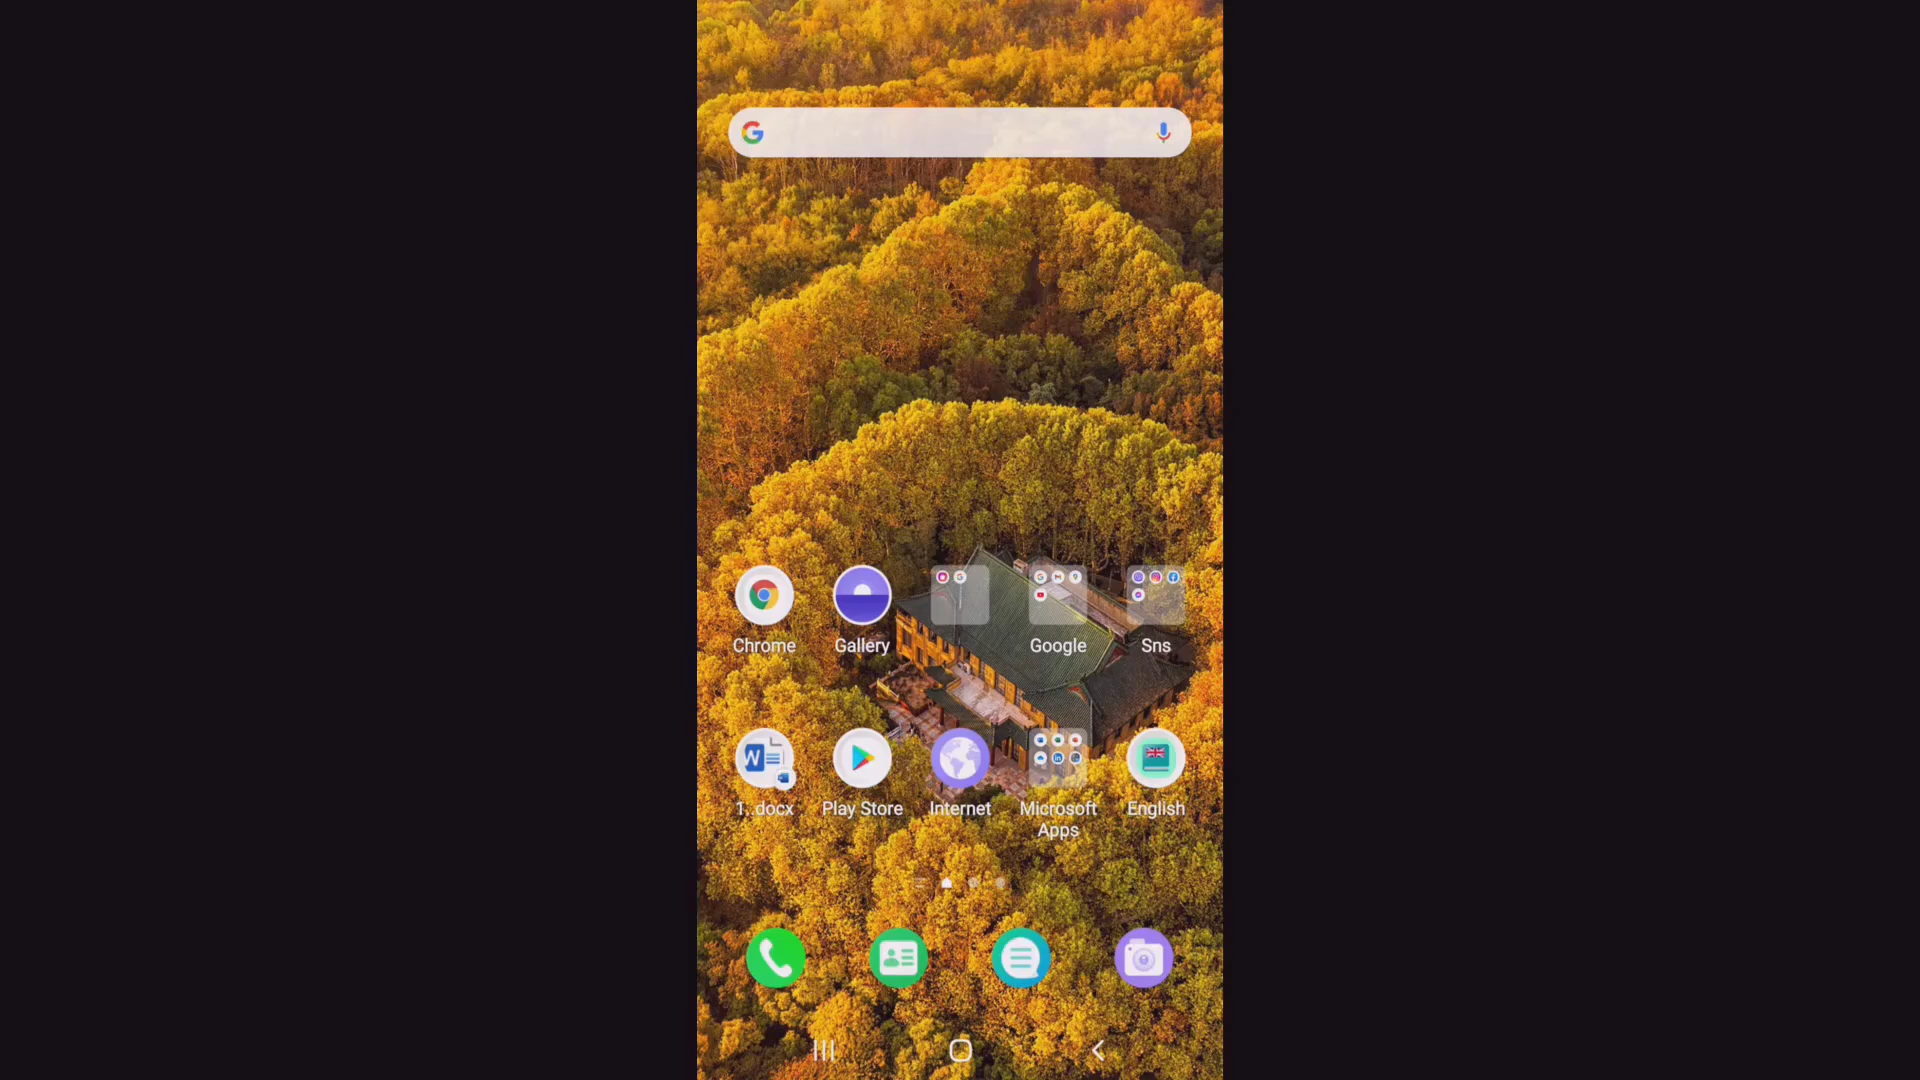 Chrome
Gallery
Google
Sns
1...docx
Play Store
Internet
Microsoft
Apps
English